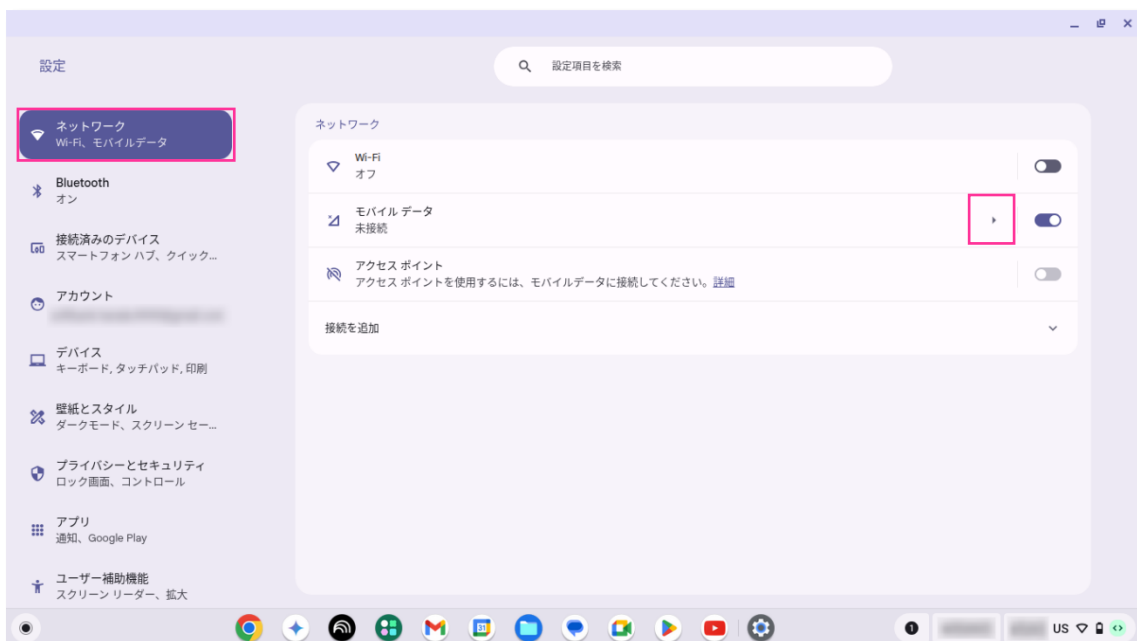 設定
設定項目を検索
ネットワーク
Wi-Fi、モバイルデータ
Bluetooth
オン
接続済みのデバイス
スマートフォン ハブ、クイック...
アカウント
デバイス
キーボード, タッチパッド, 印刷
壁紙とスタイル
ダークモード、スクリーン セー...
プライバシーとセキュリティ
ロック画面、コントロール
アプリ
通知、Google Play
ユーザー補助機能
スクリーン リーダー、拡大
ネットワーク
Wi-Fi
オフ
モバイル データ
未接続
アクセス ポイント
アクセス ポイントを使用するには、モバイルデータに接続してください。詳細
接続を追加
31
1
US